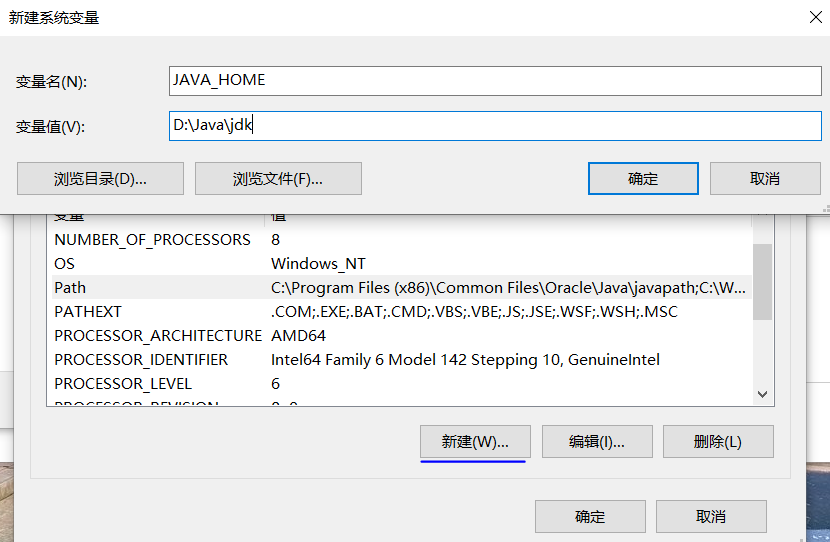 新建系统变量
变量名(N):
JAVA_HOME
变量值(V):
D:\Java\jdk
浏览目录(D)...
浏览文件(F)...
确定
取消
变量 值
NUMBER_OF_PROCESSORS 8
OS Windows_NT
Path C:\Program Files (x86)\Common Files\Oracle\Java\javapath;C:\W...
PATHEXT .COM;.EXE;.BAT;.CMD;.VBS;.VBE;.JS;.JSE;.WSF;.WSH;.MSC
PROCESSOR_ARCHITECTURE AMD64
PROCESSOR_IDENTIFIER Intel64 Family 6 Model 142 Stepping 10, GenuineIntel
PROCESSOR_LEVEL 6
PROCESSOR_REVISION
新建(W)...
编辑(I)...
删除(L)
确定
取消